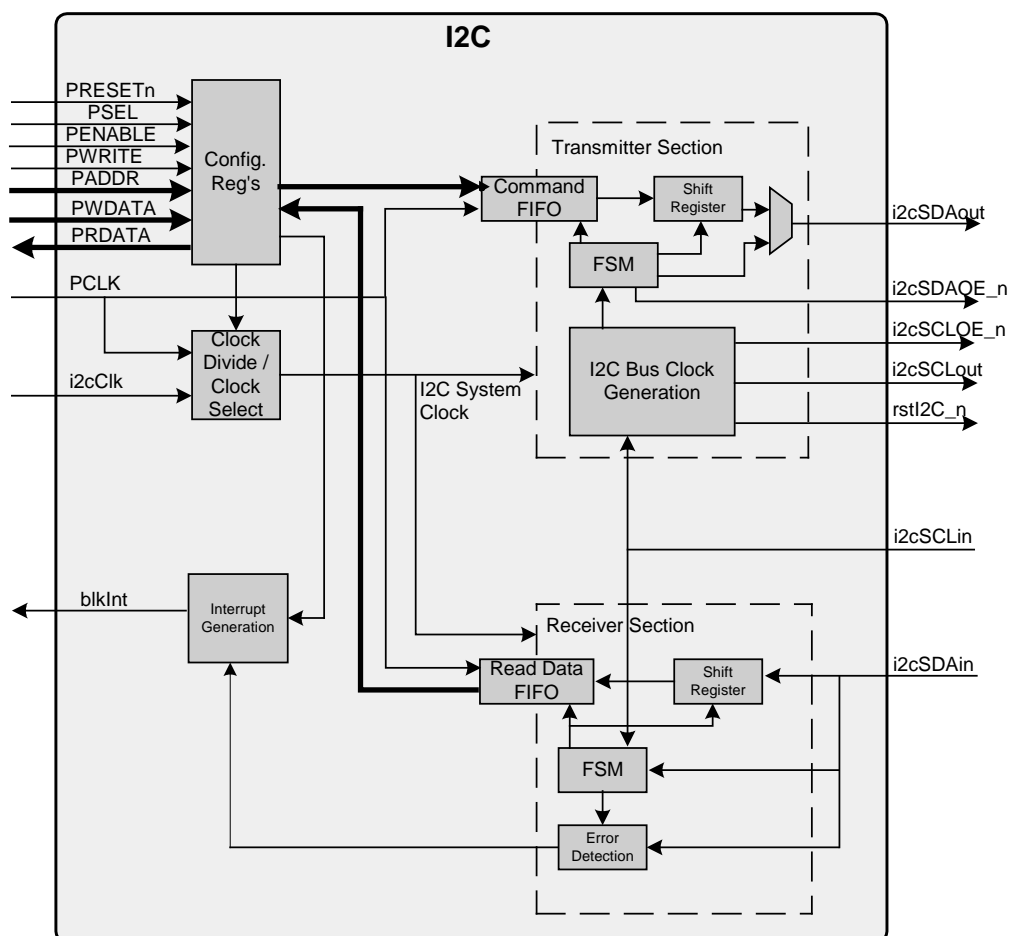 I2C
PRESETn
PSEL
PENABLE
PWRITE
PADDR
PWDATA
PRDATA
Config.
Reg's
PCLK
i2cClk
Clock
Divide /
Clock
Select
I2C System
Clock
Transmitter Section
Command
FIFO
Shift
Register
FSM
I2C Bus Clock
Generation
i2cSDAout
i2cSDAOE_n
i2cSCLOE_n
i2cSCLout
rstI2C_n
i2cSCLin
blkInt
Interrupt
Generation
Receiver Section
Read Data
FIFO
Shift
Register
FSM
Error
Detection
i2cSDAin